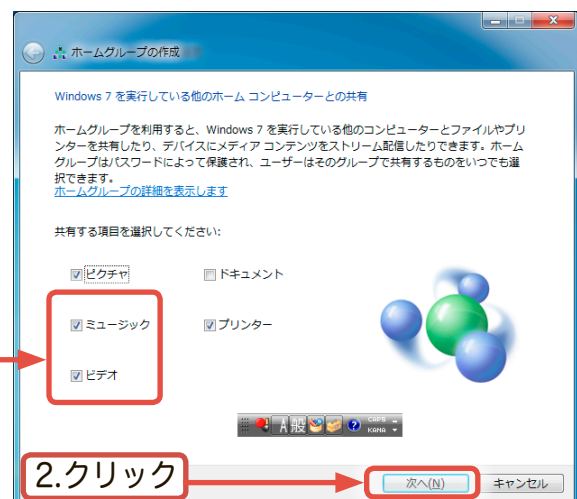 ホームグループの作成
Windows 7 を実行している他のホーム コンピューターとの共有
ホームグループを利用すると、Windows 7 を実行している他のコンピューターとファイルやプリ
ンターを共有したり、デバイスにメディア コンテンツをストリーム配信したりできます。ホーム
グループはパスワードによって保護され、ユーザーはそのグループで共有するものをいつでも選
択できます。
ホームグループの詳細を表示します
共有する項目を選択してください:
ピクチャ ドキュメント
ミュージック プリンター
ビデオ
A 般 ? CAPS
KANA
2.クリック 次へ(N) キャンセル